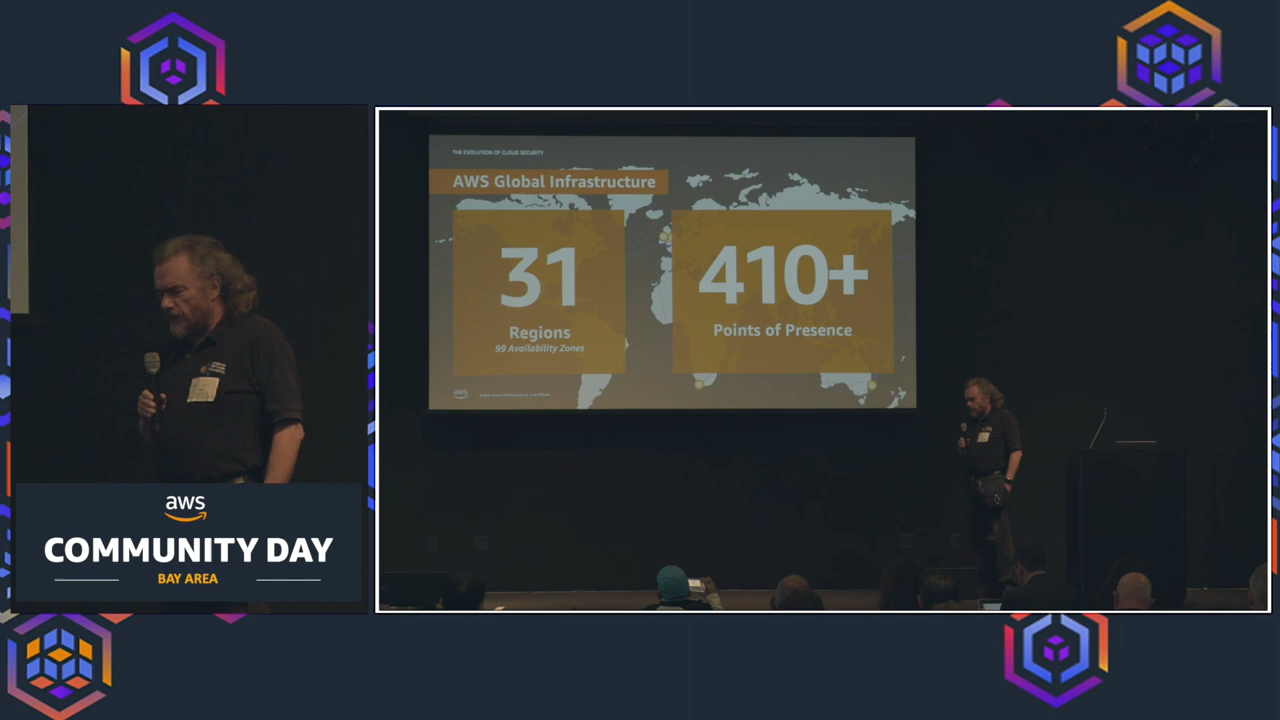 THE EVOLUTION OF CLOUD SECURITY
AWS Global Infrastructure
31
Regions
99 Availability Zones
410+
Points of Presence
aws
aws
COMMUNITY DAY
BAY AREA